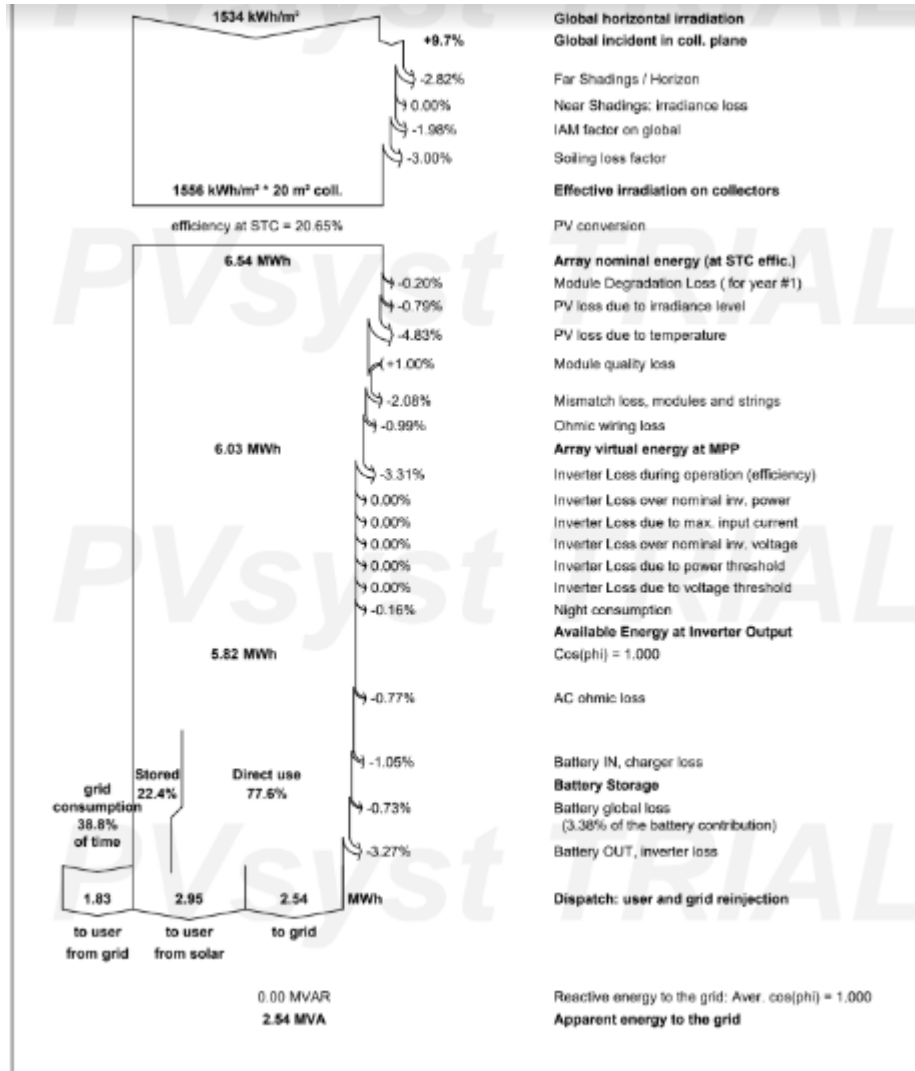 1534 kWh/m² Global horizontal irradiation
+9.7% Global incident in coll. plane
-2.82% Far Shadings / Horizon
0.00% Near Shadings: irradiance loss
-1.98% IAM factor on global
-3.00% Soiling loss factor
1556 kWh/m² * 20 m² coll. Effective irradiation on collectors
efficiency at STC = 20.65% PV conversion
6.54 MWh Array nominal energy (at STC effic.)
-0.20% Module Degradation Loss ( for year #1)
-0.79% PV loss due to irradiance level
-4.83% PV loss due to temperature
+1.00% Module quality loss
-2.08% Mismatch loss, modules and strings
-0.99% Ohmic wiring loss
6.03 MWh Array virtual energy at MPP
-3.31% Inverter Loss during operation (efficiency)
0.00% Inverter Loss over nominal inv. power
0.00% Inverter Loss due to max. input current
0.00% Inverter Loss over nominal inv. voltage
0.00% Inverter Loss due to power threshold
0.00% Inverter Loss due to voltage threshold
-0.16% Night consumption
Available Energy at Inverter Output
5.82 MWh Cos(phi) = 1.000
-0.77% AC ohmic loss
-1.05% Battery IN, charger loss
Stored Direct use Battery Storage
grid 22.4% 77.6%
consumption -0.73% Battery global loss
38.8% (3.38% of the battery contribution)
of time
-3.27% Battery OUT, inverter loss
1.83 2.95 2.54 MWh Dispatch: user and grid reinjection
to user to user to grid
from grid from solar
0.00 MVAR Reactive energy to the grid: Aver. cos(phi) = 1.000
2.54 MVA Apparent energy to the grid
PVsyst TRIAL
PVsyst TRIAL
PVsyst TRIAL
PVsyst TRIAL